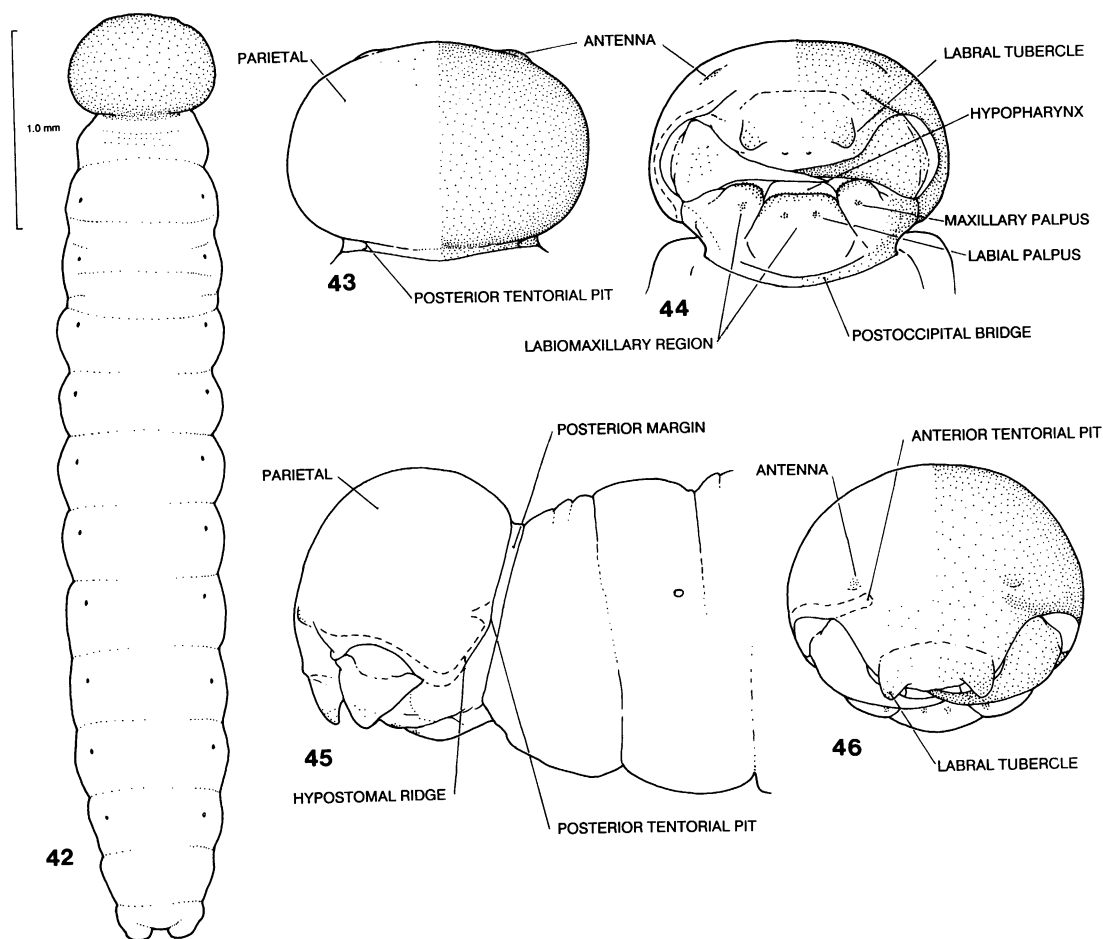 1.0 mm
PARIETAL
ANTENNA
LABRAL TUBERCLE
HYPOPHARYNX
MAXILLARY PALPUS
LABIAL PALPUS
43
44
POSTERIOR TENTORIAL PIT
LABIOMAXILLARY REGION
POSTOCCIPITAL BRIDGE
POSTERIOR MARGIN
ANTERIOR TENTORIAL PIT
PARIETAL
ANTENNA
45
46
HYPOSTOMAL RIDGE
LABRAL TUBERCLE
POSTERIOR TENTORIAL PIT
42